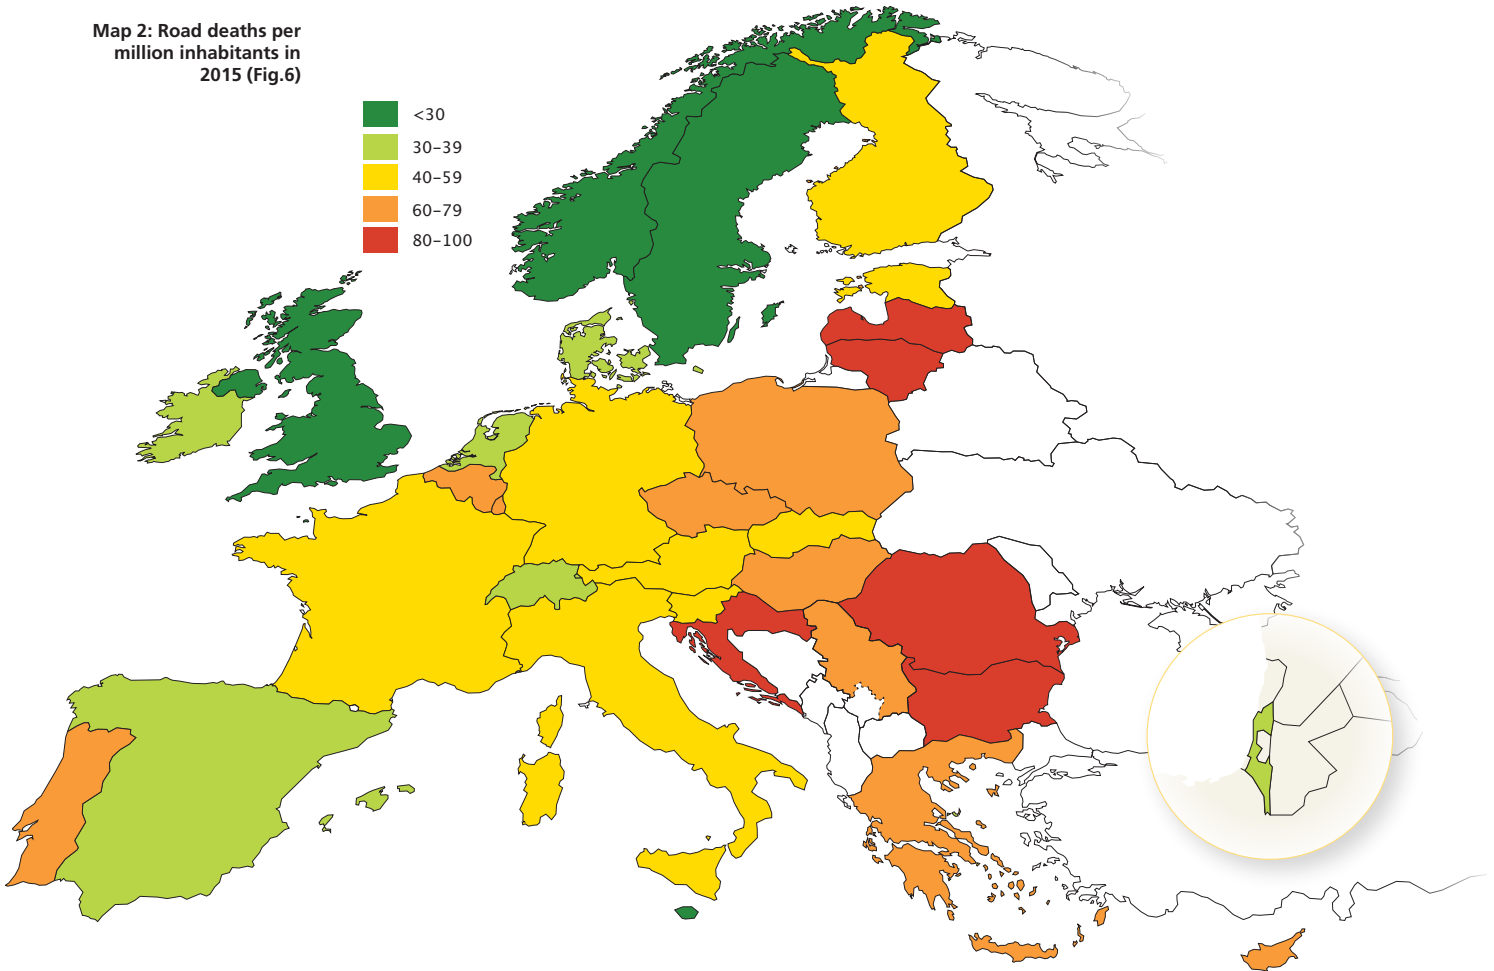 Map 2: Road deaths per
million inhabitants in
2015 (Fig.6)
<30
30–39
40–59
60–79
80–100